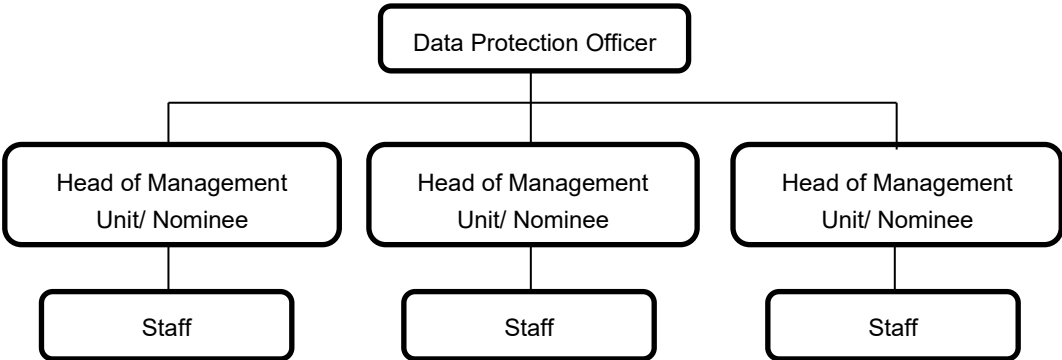 Data Protection Officer
Head of Management
Unit/ Nominee
Head of Management
Unit/ Nominee
Head of Management
Unit/ Nominee
Staff
Staff
Staff